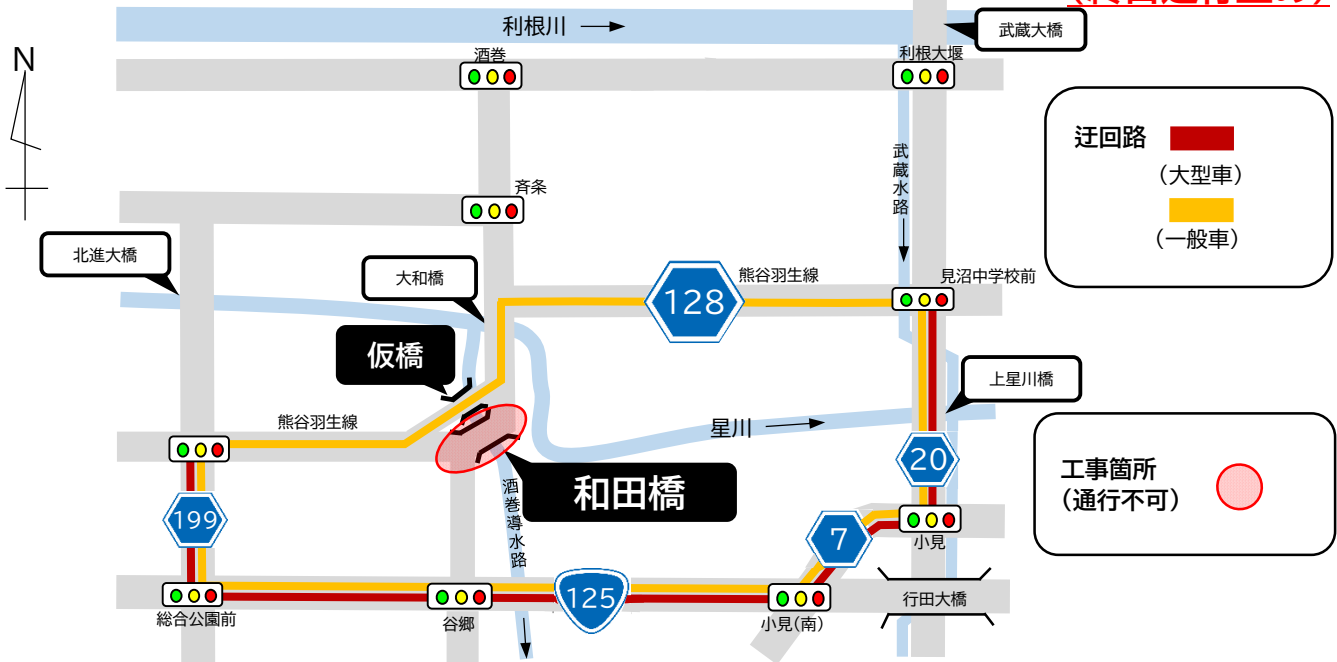 利根川
武蔵大橋
酒巻
利根大堰
N
迂回路
(大型車)
(一般車)
武蔵水路
斉条
北進大橋
大和橋
熊谷羽生線
128
見沼中学校前
仮橋
上星川橋
熊谷羽生線
星川
20
工事箇所
(通行不可)
和田橋
199
酒巻導水路
7
小見
125
総合公園前
谷郷
小見(南)
行田大橋